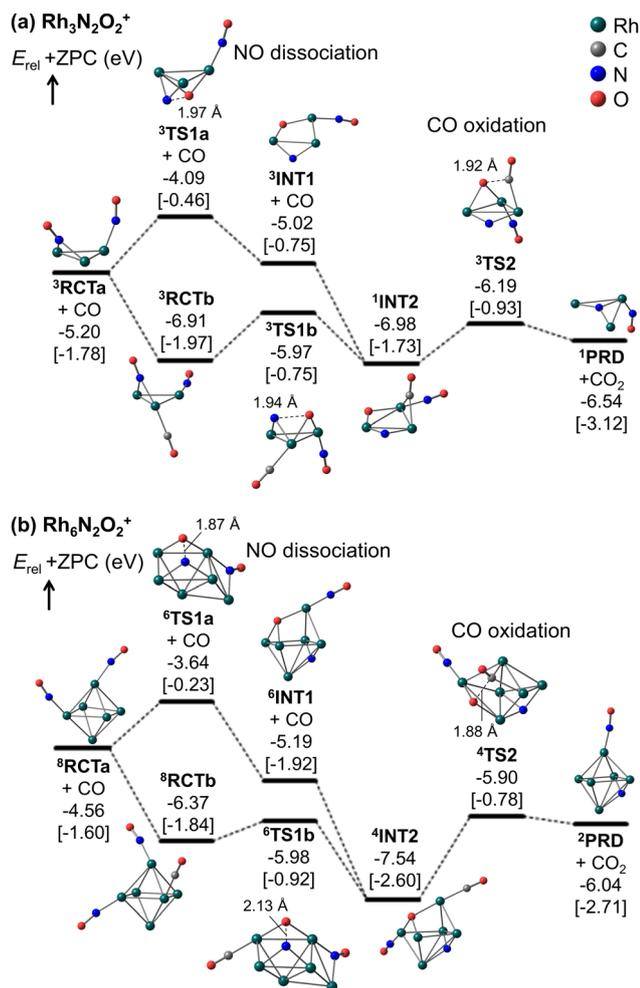 (a) Rh₃N₂O₂⁺
E_rel +ZPC (eV)
NO dissociation
Rh
C
N
O
1.97 Å
³TS1a
+ CO
-4.09
[-0.46]
³INT1
+ CO
-5.02
[-0.75]
CO oxidation
1.92 Å
³TS2
-6.19
[-0.93]
³RCTa
+ CO
-5.20
[-1.78]
³RCTb
-6.91
[-1.97]
³TS1b
-5.97
[-0.75]
1.94 Å
¹INT2
-6.98
[-1.73]
¹PRD
+CO₂
-6.54
[-3.12]
(b) Rh₆N₂O₂⁺
E_rel +ZPC (eV)
1.87 Å
NO dissociation
⁶TS1a
+ CO
-3.64
[-0.23]
⁶INT1
+ CO
-5.19
[-1.92]
CO oxidation
1.88 Å
⁴TS2
-5.90
[-0.78]
⁸RCTa
+ CO
-4.56
[-1.60]
⁸RCTb
-6.37
[-1.84]
⁶TS1b
-5.98
[-0.92]
2.13 Å
⁴INT2
-7.54
[-2.60]
²PRD
+ CO₂
-6.04
[-2.71]